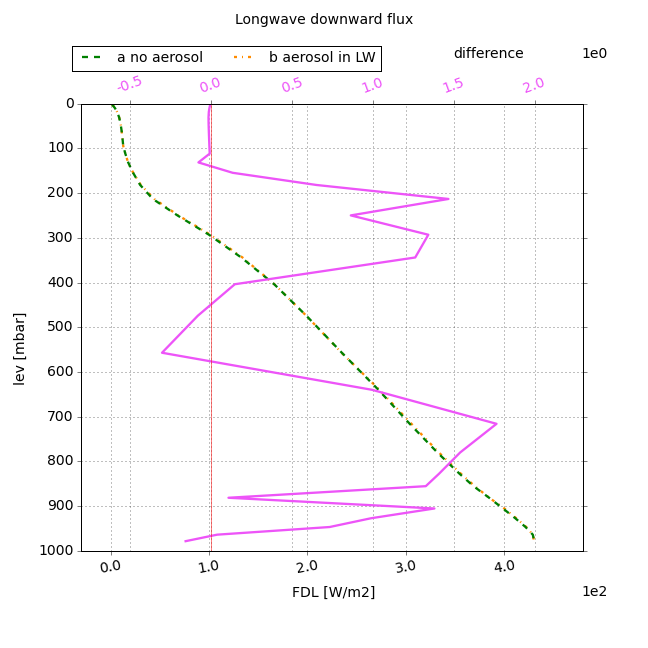 Longwave downward flux
a no aerosol b aerosol in LW difference 1e0
-0.5 0.0 0.5 1.0 1.5 2.0
0
100
200
300
400
500
600
700
800
900
1000
lev [mbar]
0.0 1.0 2.0 3.0 4.0
FDL [W/m2] 1e2